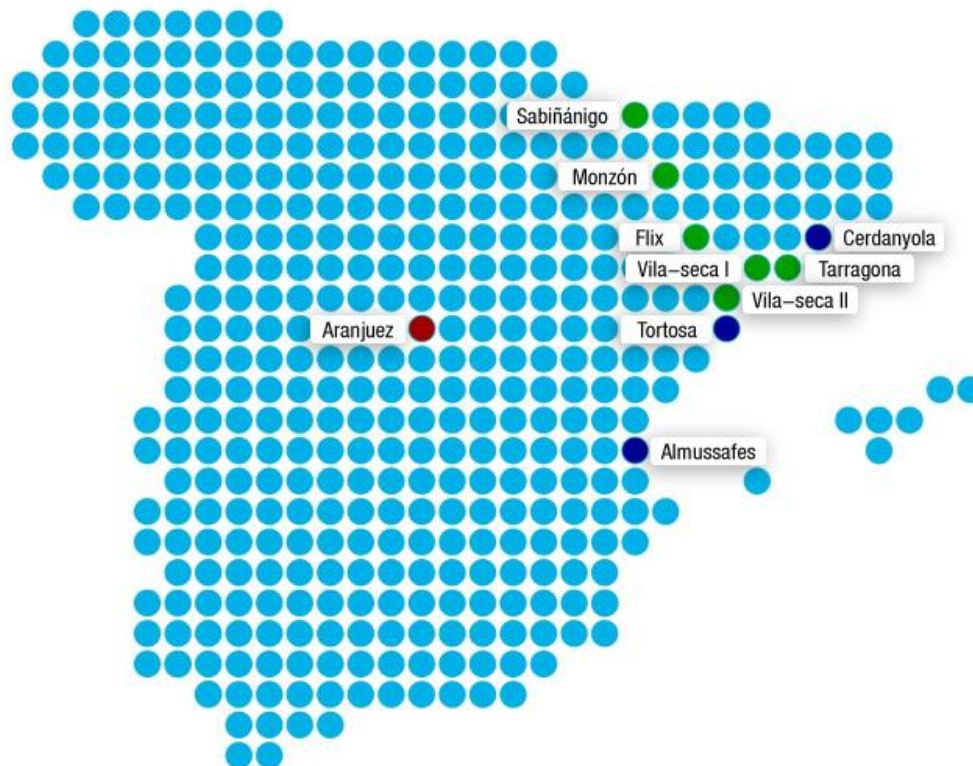 Sabiñánigo
Monzón
Flix
Cerdanyola
Vila–seca I
Tarragona
Vila–seca II
Aranjuez
Tortosa
Almussafes